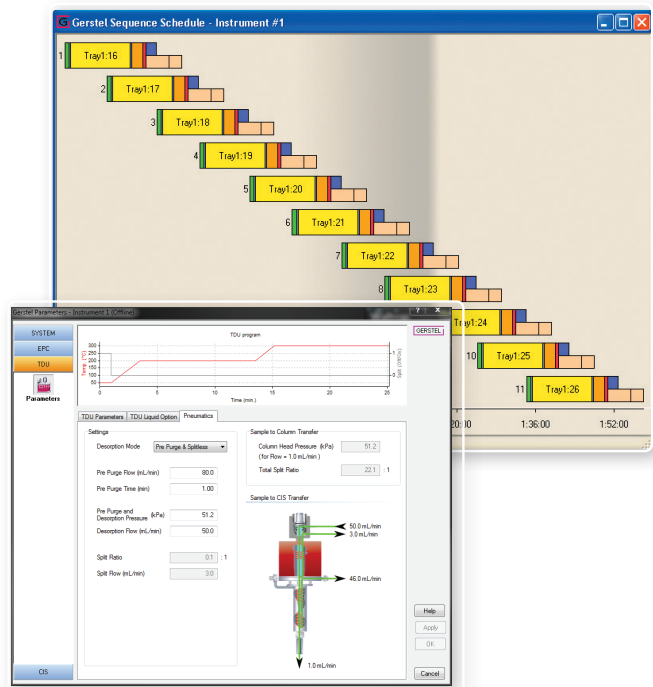 Gerstel Sequence Schedule - Instrument #1
1 Tray1:16
2 Tray1:17
3 Tray1:18
4 Tray1:19
5 Tray1:20
6 Tray1:21
7 Tray1:22
8 Tray1:23
Tray1:24
10 Tray1:25
11 Tray1:26
20:00 1:36:00 1:52:00
Gerstel Parameters - Instrument 1 (Offline)
SYSTEM
EPC
TDU
Parameters
CIS
GERSTEL
TDU program
Temp. (°C)
300
250
200
150
100
50
0 5 10 15 20 25
Time (min.)
1
0
TDU Parameters TDU Liquid Option Pneumatics
Settings
Desorption Mode Pre Purge & Splitless
Pre Purge Flow (mL/min) 80.0
Pre Purge Time (min) 1.00
Pre Purge and
Desorption Pressure (kPa) 51.2
Desorption Flow (mL/min) 50.0
Split Ratio 0.1 : 1
Split Flow (mL/min) 3.0
Sample to Column Transfer
Column Head Pressure (kPa) 51.2
(for Flow = 1.0 mL/min )
Total Split Ratio 22.1 : 1
Sample to CIS Transfer
50.0 mL/min
3.0 mL/min
46.0 mL/min
1.0 mL/min
Help
Apply
OK
Cancel